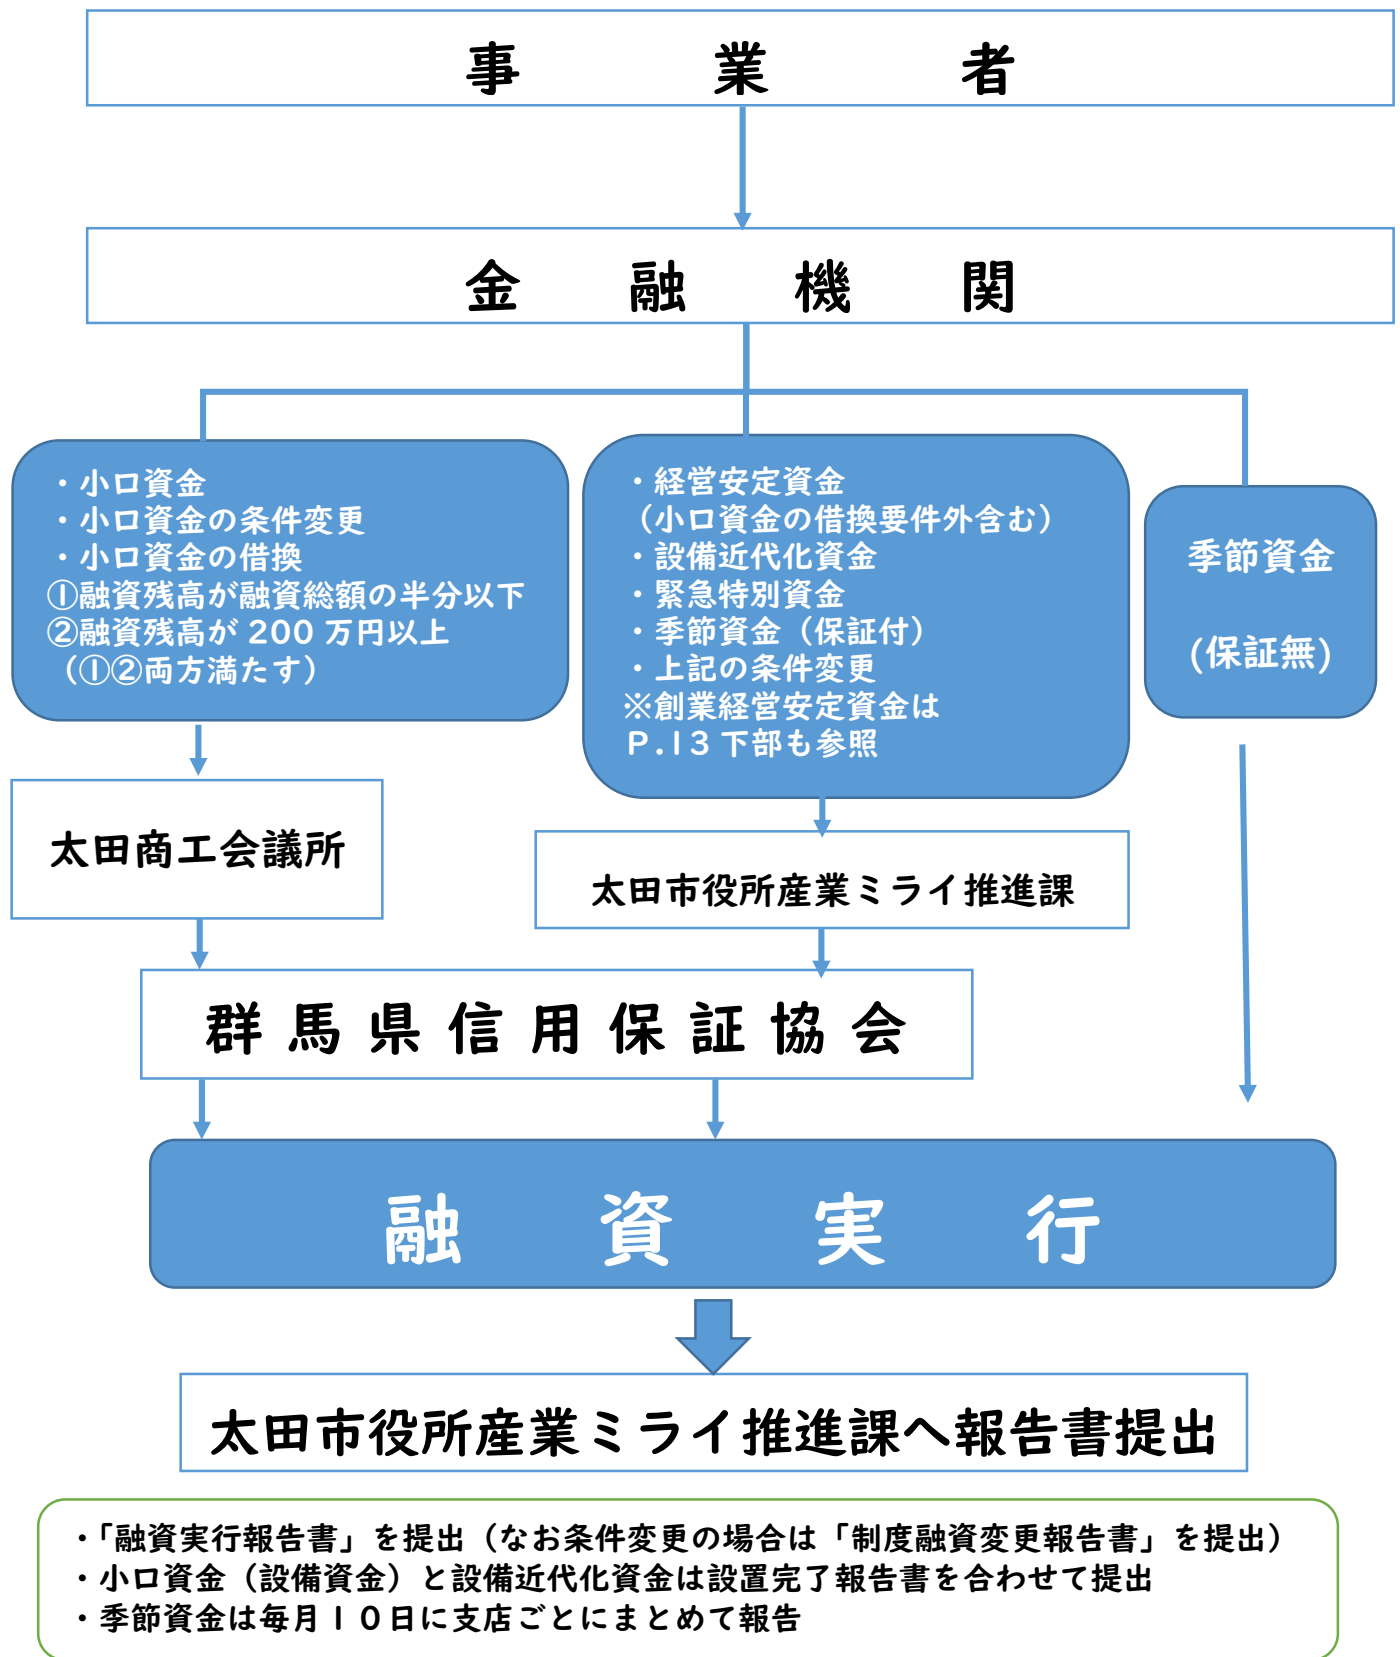 事業者
金融機関
・小口資金
・小口資金の条件変更
・小口資金の借換
①融資残高が融資総額の半分以下
②融資残高が 200 万円以上
（①②両方満たす）
・経営安定資金
（小口資金の借換要件外含む）
・設備近代化資金
・緊急特別資金
・季節資金（保証付）
・上記の条件変更
※創業経営安定資金は
P.13 下部も参照
季節資金
(保証無)
太田商工会議所
太田市役所産業ミライ推進課
群馬県信用保証協会
融資実行
太田市役所産業ミライ推進課へ報告書提出
・「融資実行報告書」を提出（なお条件変更の場合は「制度融資変更報告書」を提出）
・小口資金（設備資金）と設備近代化資金は設置完了報告書を合わせて提出
・季節資金は毎月１０日に支店ごとにまとめて報告